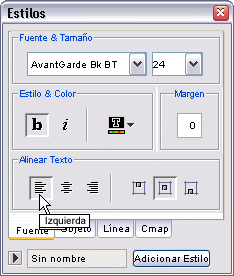 Estilos
Fuente & Tamaño
AvantGarde Bk BT 24
Estilo & Color Margen
b i T 0
Alinear Texto
Izquierda
Fuente Objeto Línea Cmap
Sin nombre Adicionar Estilo